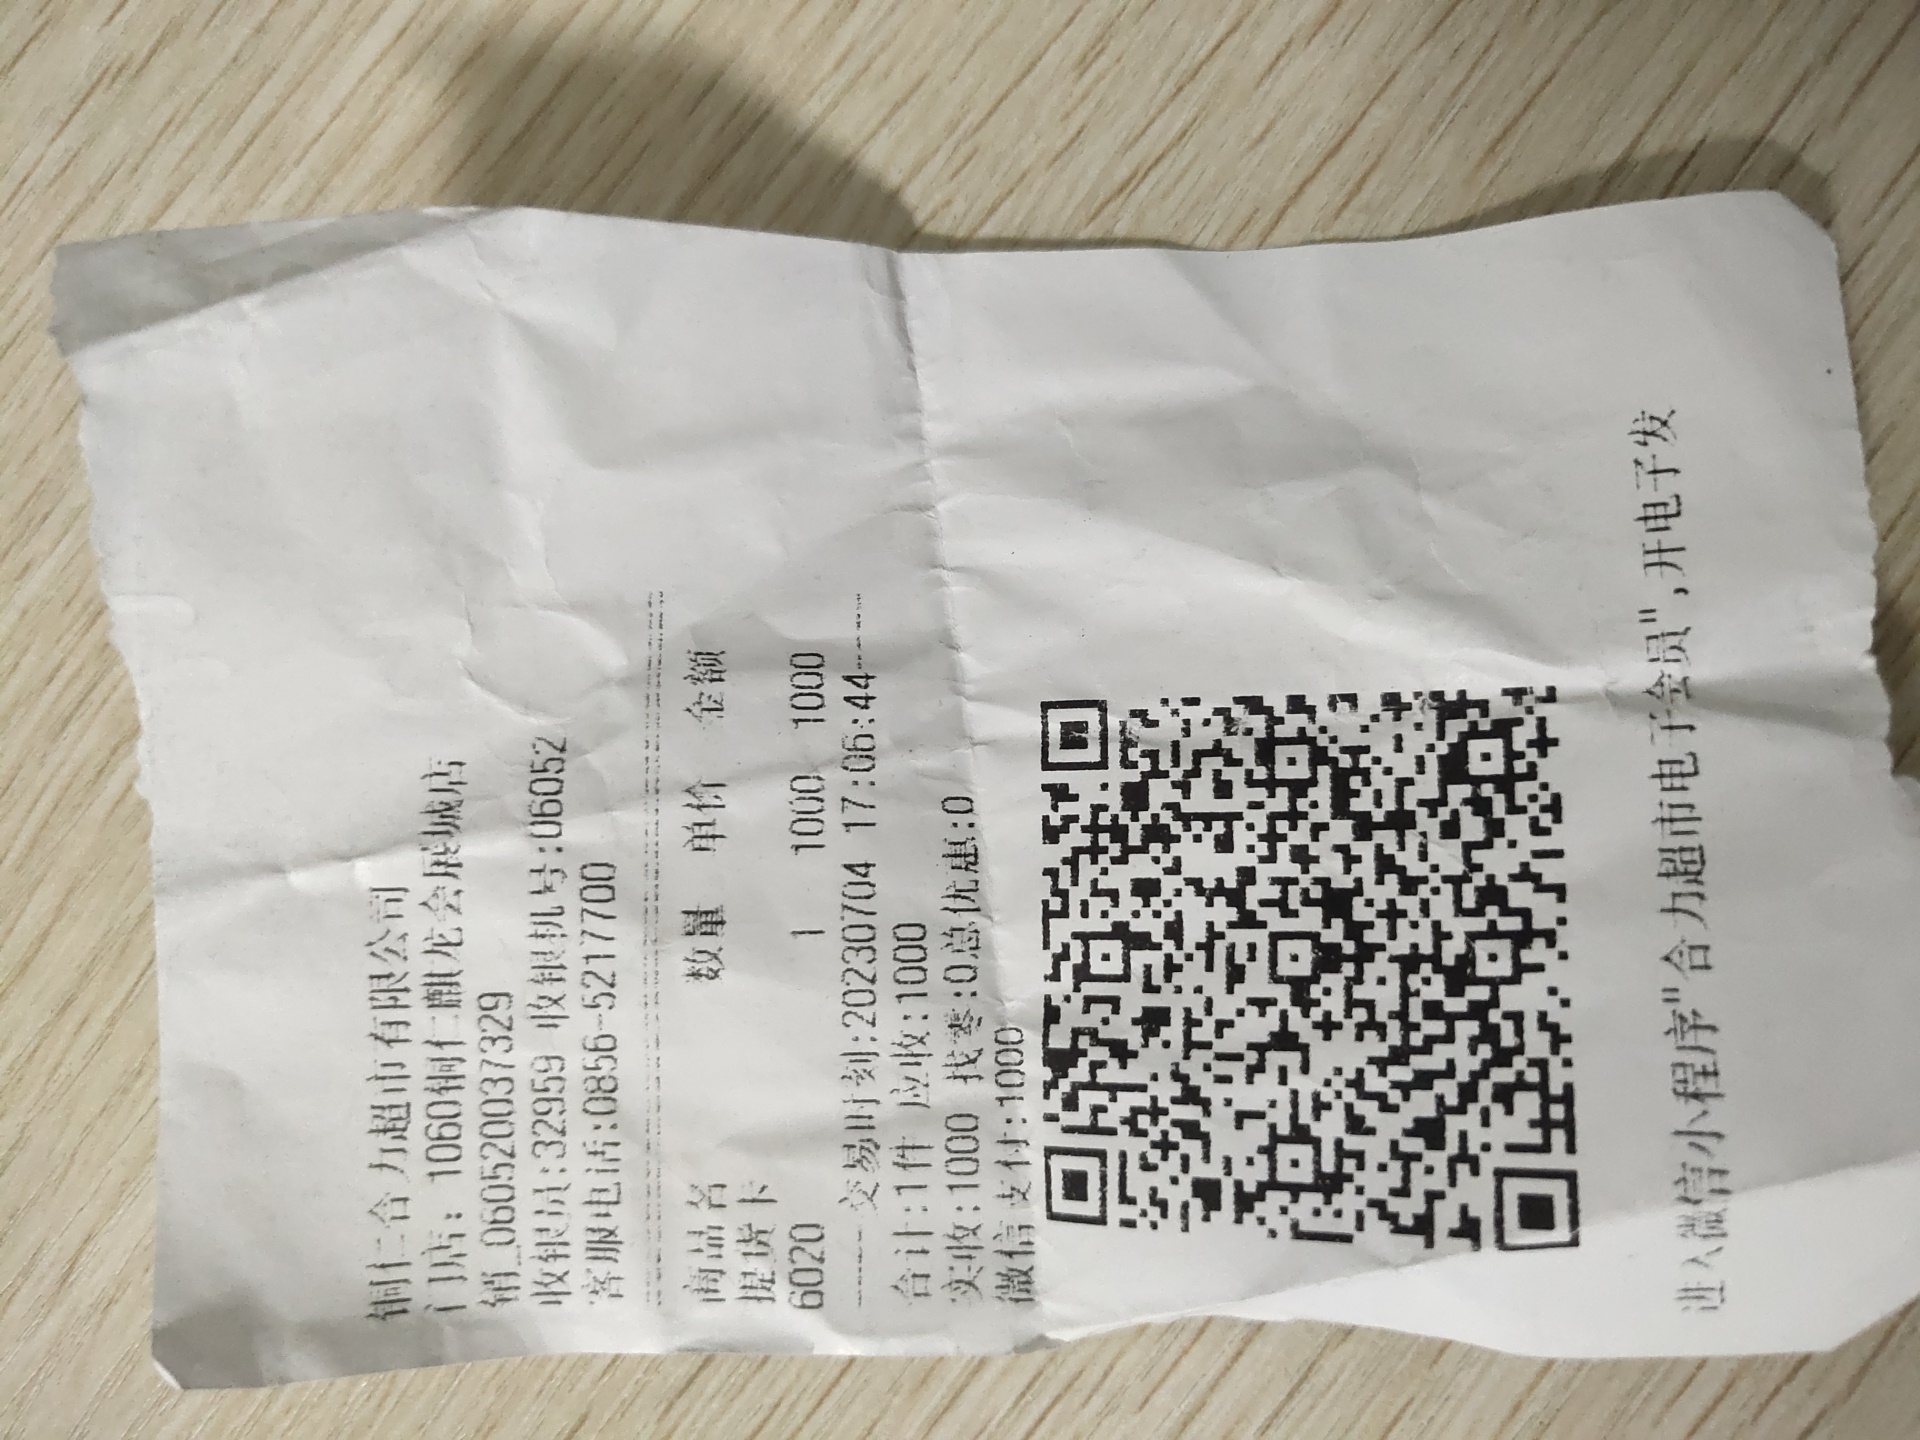 铜仁合力超市有限公司
门店：1060铜仁麒龙会展城店
销_0605200373​29
收银员:32959 收银机号:06052
客服电话:0856-5217700
商品名 数量 单价 金额
提货卡
6020 1 1000 1000
-----交易时刻:20230704 17:06:44-----
合计:1件 应收:1000
实收:1000 找零:0总优惠:0
微信支付:1000
进入微信小程序"合力超市电子会员",开电子发